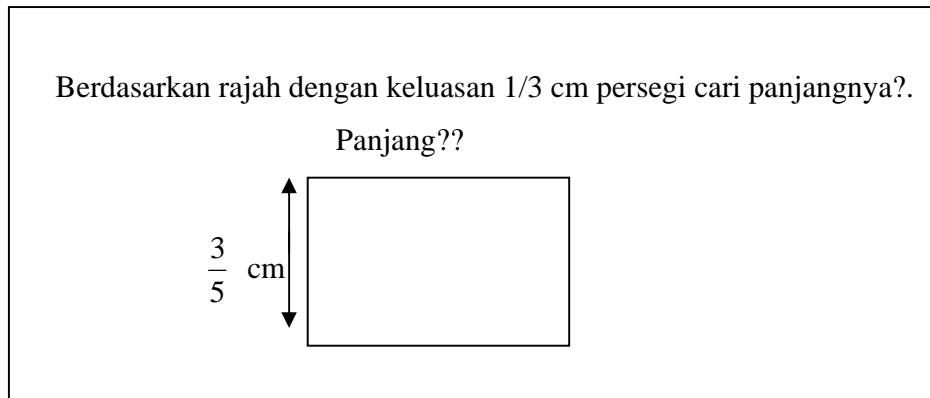 Berdasarkan rajah dengan keluasan 1/3 cm persegi cari panjangnya?.
Panjang??
3/5 cm